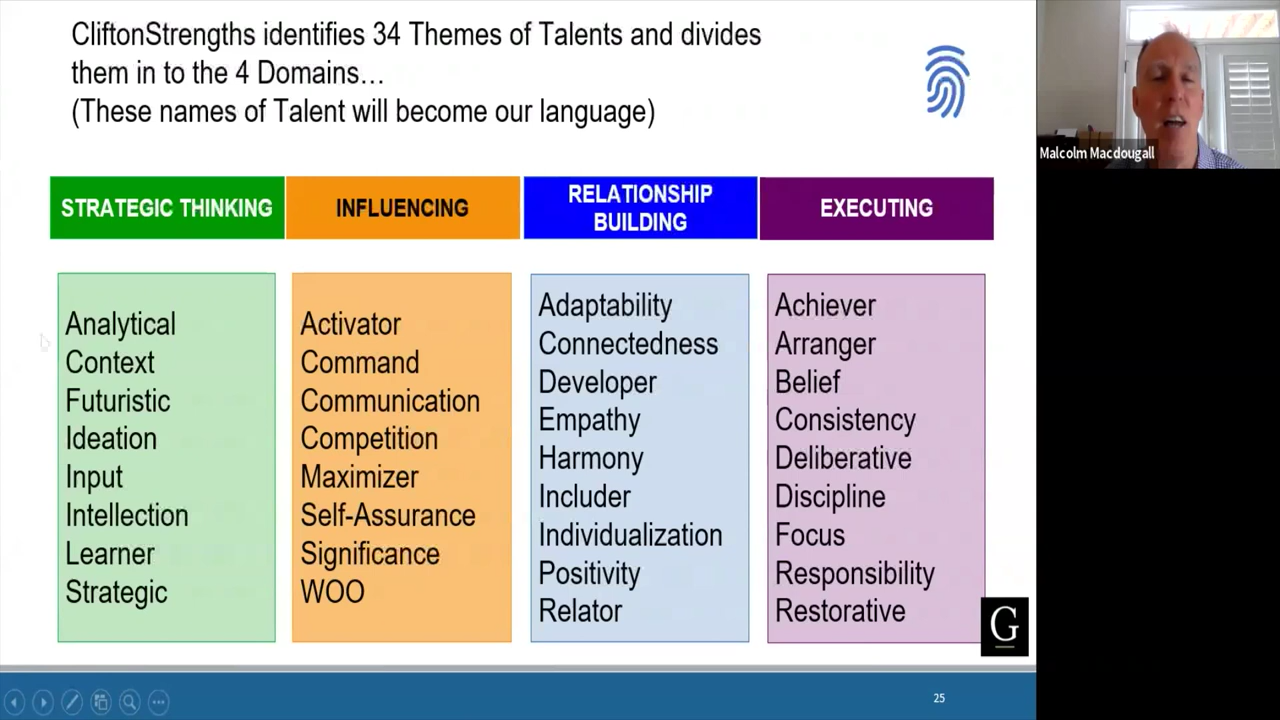 CliftonStrengths identifies 34 Themes of Talents and divides
them in to the 4 Domains...
(These names of Talent will become our language)
Malcolm Macdougall
STRATEGIC THINKING
INFLUENCING
RELATIONSHIP
BUILDING
EXECUTING
Analytical
Context
Futuristic
Ideation
Input
Intellection
Learner
Strategic
Activator
Command
Communication
Competition
Maximizer
Self-Assurance
Significance
WOO
Adaptability
Connectedness
Developer
Empathy
Harmony
Includer
Individualization
Positivity
Relator
Achiever
Arranger
Belief
Consistency
Deliberative
Discipline
Focus
Responsibility
Restorative
G
25